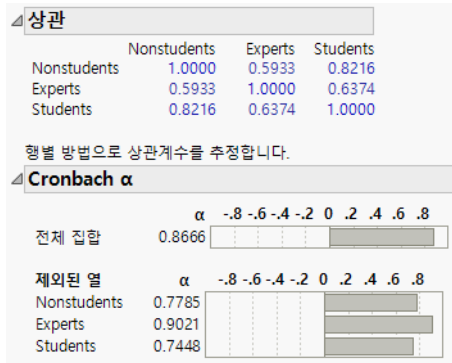 상관
Nonstudents Experts Students
Nonstudents 1.0000 0.5933 0.8216
Experts 0.5933 1.0000 0.6374
Students 0.8216 0.6374 1.0000
행별 방법으로 상관계수를 추정합니다.
Cronbach α
α -.8 -.6 -.4 -.2 0 .2 .4 .6 .8
전체 집합 0.8666
제외된 열 α -.8 -.6 -.4 -.2 0 .2 .4 .6 .8
Nonstudents 0.7785
Experts 0.9021
Students 0.7448